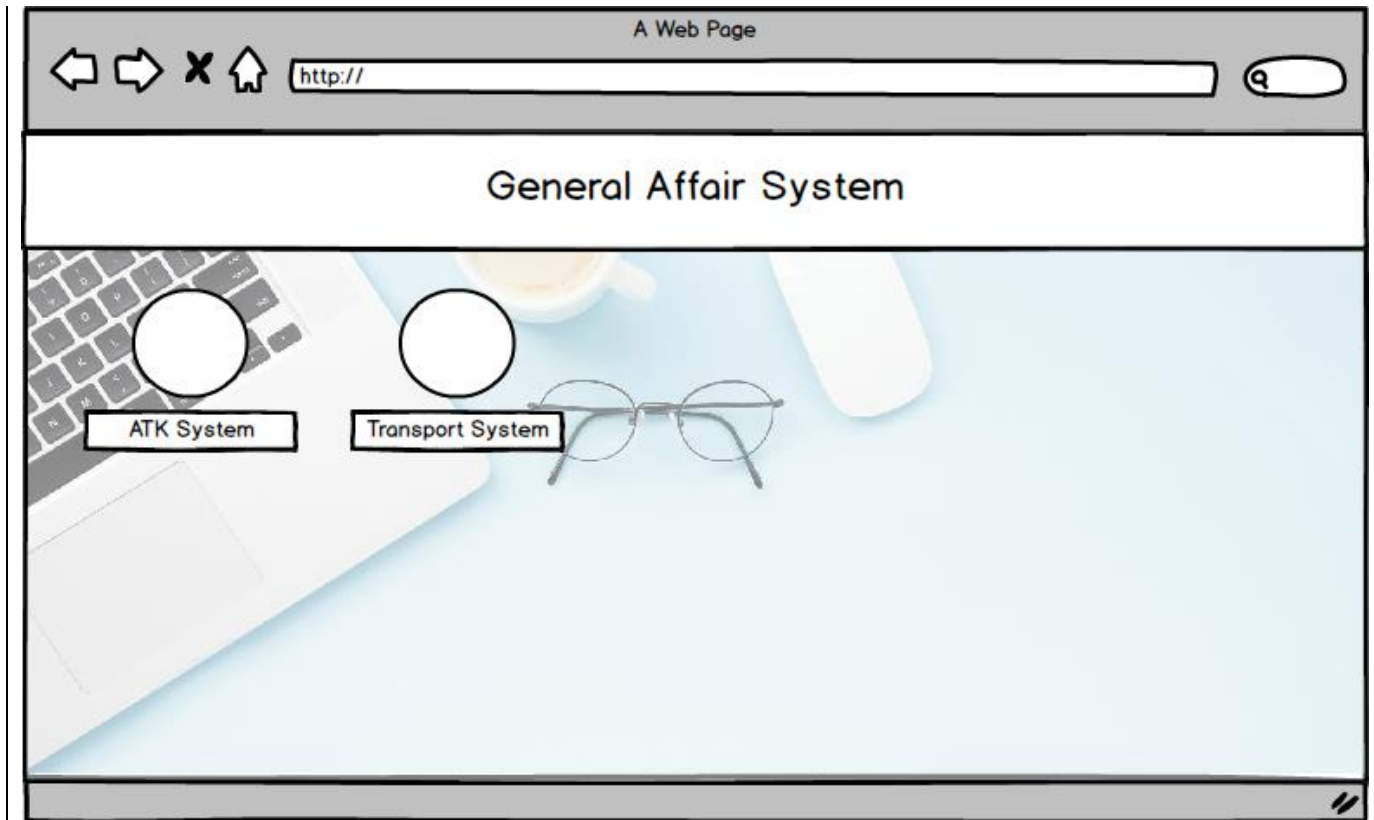 A Web Page
http://
General Affair System
ATK System
Transport System